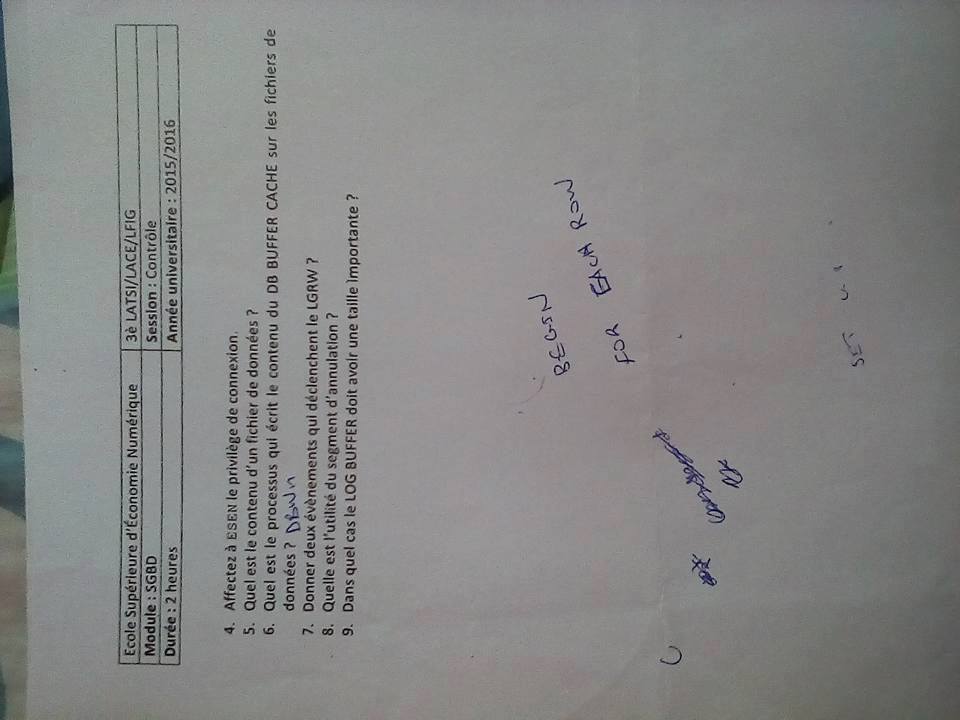 Ecole Supérieure d'Économie Numérique 3è LATSI/LACE/LFIG
Module : SGBD Session : Contrôle
Durée : 2 heures Année universitaire : 2015/2016
4. Affectez à ESEN le privilège de connexion.
5. Quel est le contenu d'un fichier de données ?
6. Quel est le processus qui écrit le contenu du DB BUFFER CACHE sur les fichiers de
données ? DBWn
7. Donner deux évènements qui déclenchent le LGRW ?
8. Quelle est l'utilité du segment d'annulation ?
9. Dans quel cas le LOG BUFFER doit avoir une taille importante ?
BEGIN
FOR EACH ROW
SET